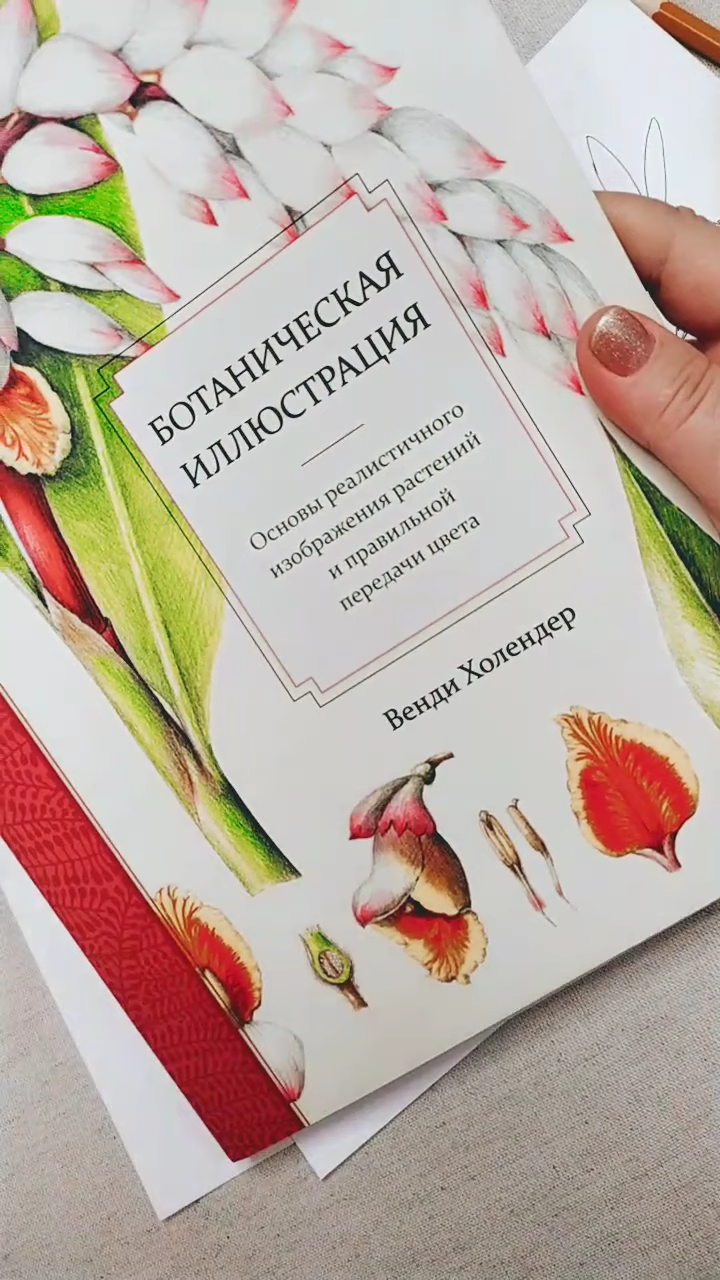 БОТАНИЧЕСКАЯ
ИЛЛЮСТРАЦИЯ
Основы реалистичного
изображения растений
и правильной
передачи цвета
Венди Холендер